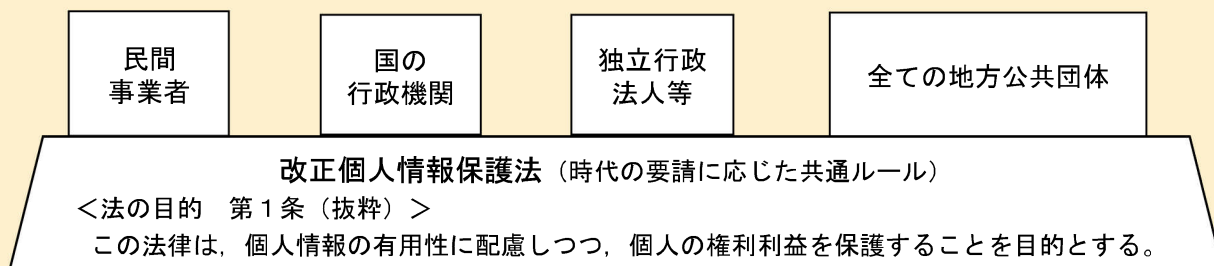 民間
事業者
国の
行政機関
独立行政
法人等
全ての地方公共団体
改正個人情報保護法（時代の要請に応じた共通ルール）
＜法の目的　第１条（抜粋）＞
この法律は，個人情報の有用性に配慮しつつ，個人の権利利益を保護することを目的とする。